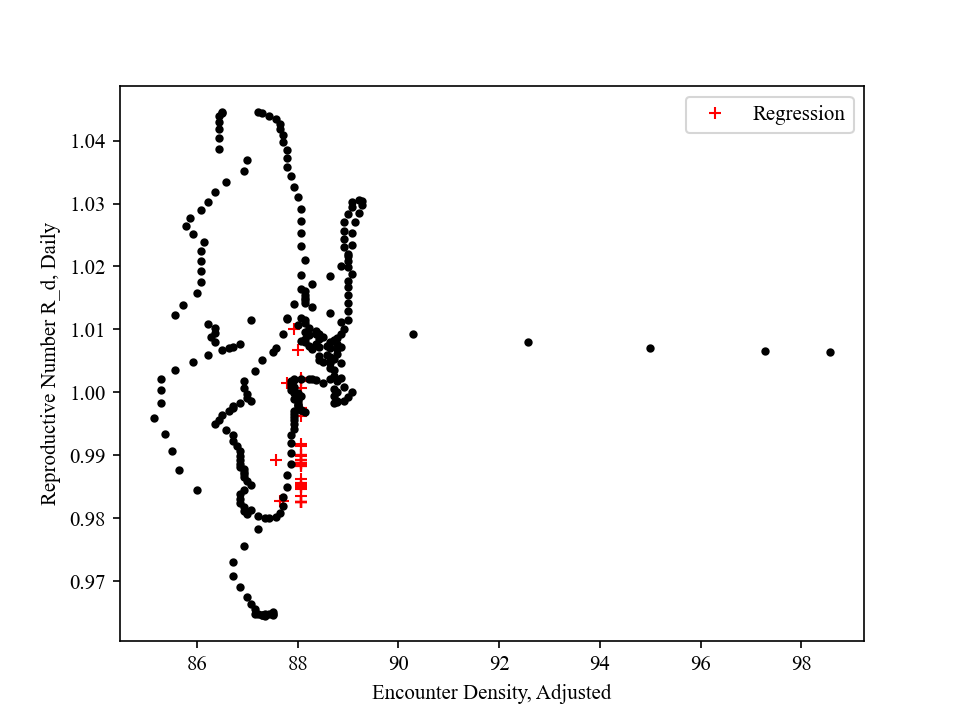 Regression
1.04
1.03
1.02
1.01
1.00
0.99
0.98
0.97
Reproductive Number R_d, Daily
86 88 90 92 94 96 98
Encounter Density, Adjusted